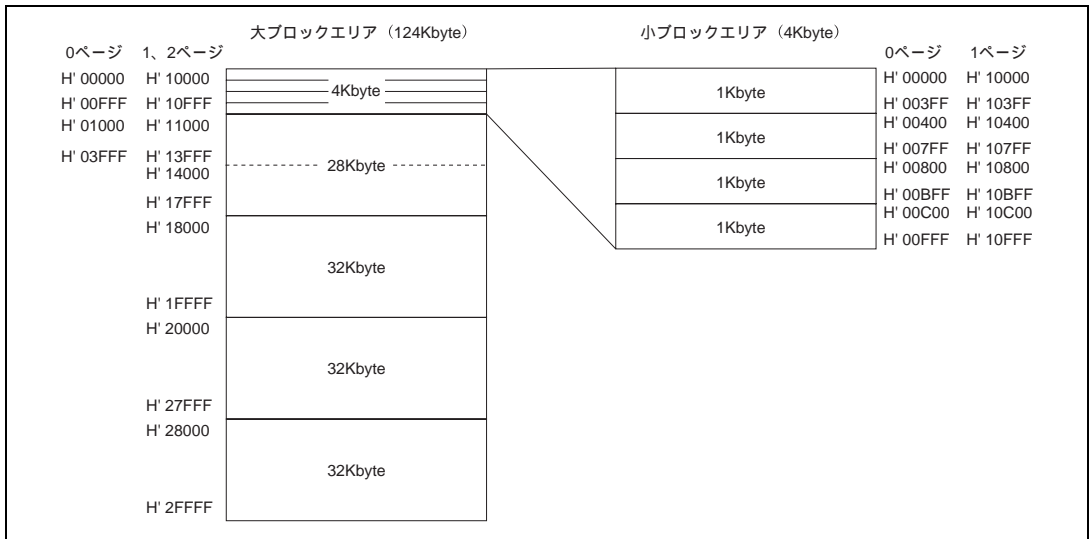 大ブロックエリア（124Kbyte）
0ページ 1、2ページ
H' 00000 H' 10000
4Kbyte
H' 00FFF H' 10FFF
H' 01000 H' 11000
H' 03FFF H' 13FFF
28Kbyte
H' 14000
H' 17FFF
H' 18000
32Kbyte
H' 1FFFF
H' 20000
32Kbyte
H' 27FFF
H' 28000
32Kbyte
H' 2FFFF
小ブロックエリア（4Kbyte）
0ページ 1ページ
H' 00000 H' 10000
1Kbyte
H' 003FF H' 103FF
H' 00400 H' 10400
1Kbyte
H' 007FF H' 107FF
H' 00800 H' 10800
1Kbyte
H' 00BFF H' 10BFF
H' 00C00 H' 10C00
1Kbyte
H' 00FFF H' 10FFF